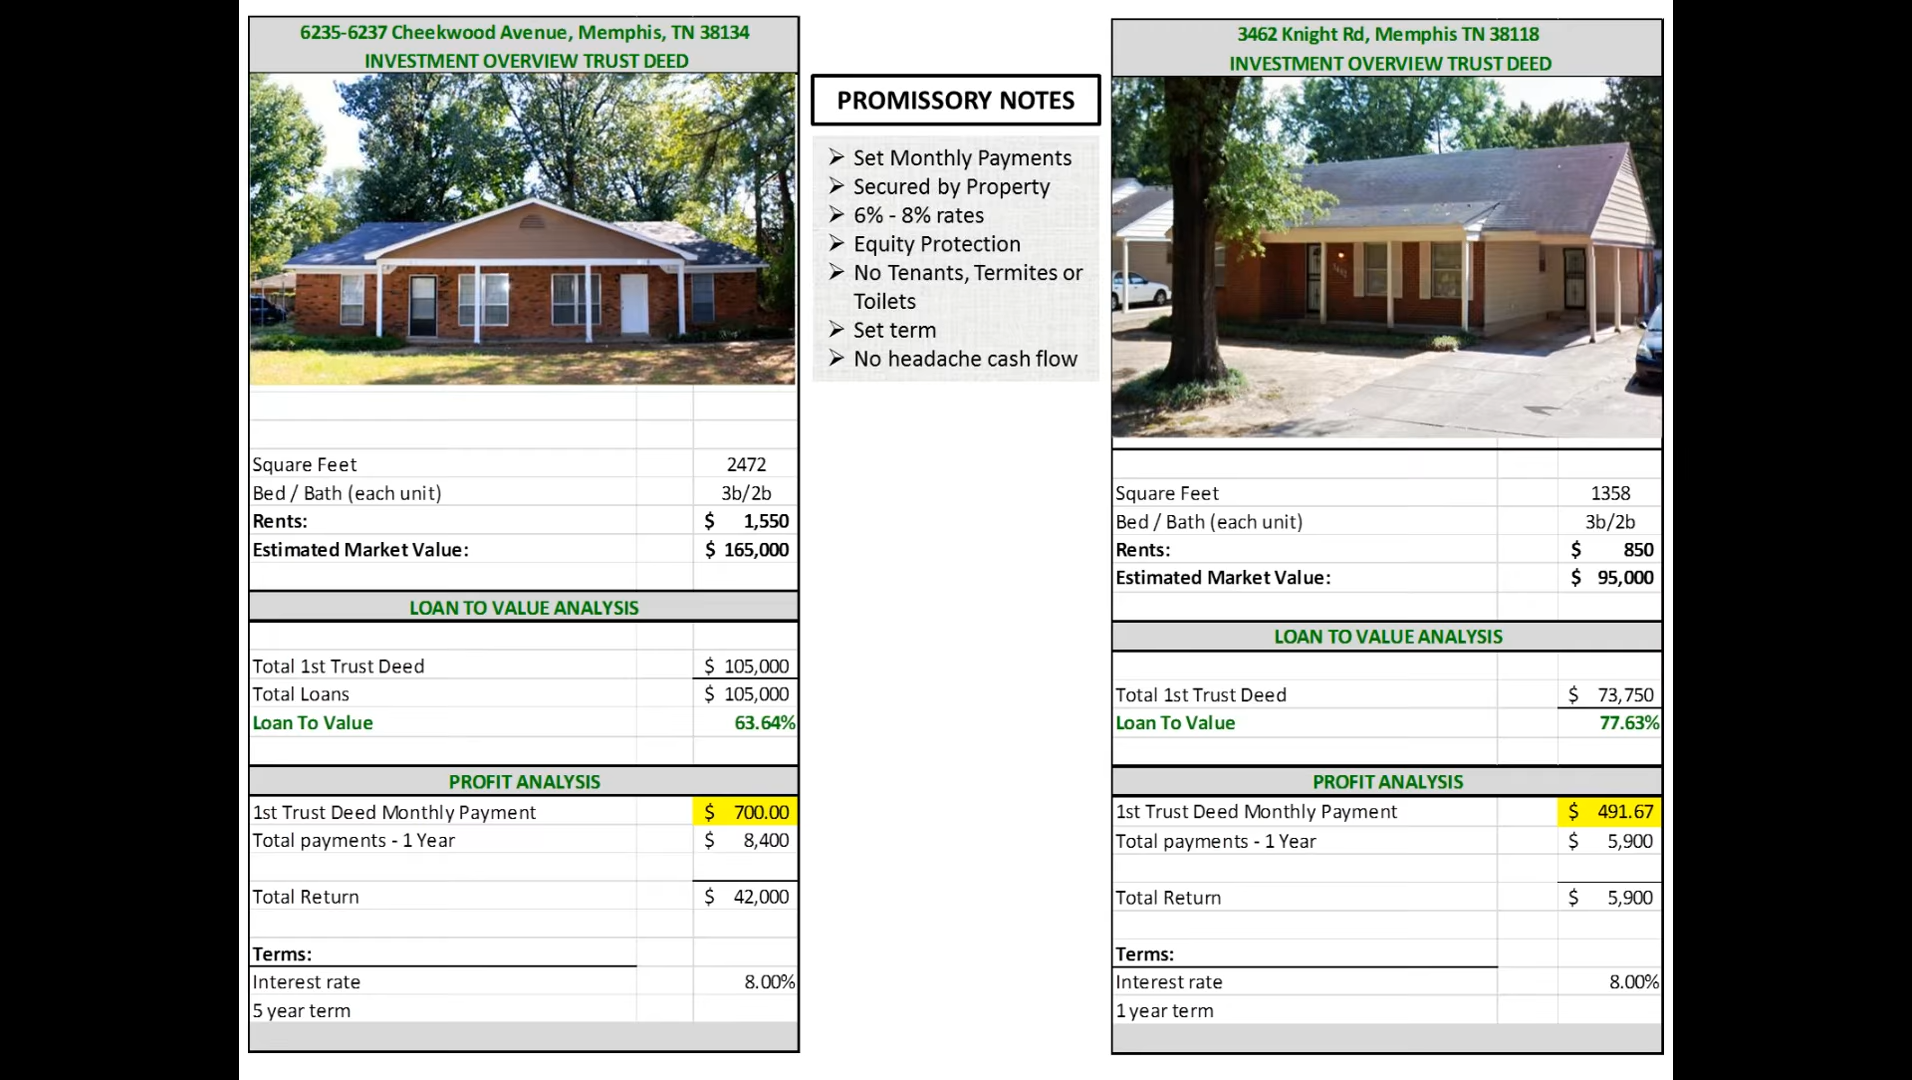 6235-6237 Cheekwood Avenue, Memphis, TN 38134
INVESTMENT OVERVIEW TRUST DEED
Square Feet 2472
Bed / Bath (each unit) 3b/2b
Rents: $ 1,550
Estimated Market Value: $ 165,000
LOAN TO VALUE ANALYSIS
Total 1st Trust Deed $ 105,000
Total Loans $ 105,000
Loan To Value 63.64%
PROFIT ANALYSIS
1st Trust Deed Monthly Payment $ 700.00
Total payments - 1 Year $ 8,400
Total Return $ 42,000
Terms:
Interest rate 8.00%
5 year term
PROMISSORY NOTES
➢ Set Monthly Payments
➢ Secured by Property
➢ 6% - 8% rates
➢ Equity Protection
➢ No Tenants, Termites or
Toilets
➢ Set term
➢ No headache cash flow
3462 Knight Rd, Memphis TN 38118
INVESTMENT OVERVIEW TRUST DEED
Square Feet 1358
Bed / Bath (each unit) 3b/2b
Rents: $ 850
Estimated Market Value: $ 95,000
LOAN TO VALUE ANALYSIS
Total 1st Trust Deed $ 73,750
Loan To Value 77.63%
PROFIT ANALYSIS
1st Trust Deed Monthly Payment $ 491.67
Total payments - 1 Year $ 5,900
Total Return $ 5,900
Terms:
Interest rate 8.00%
1 year term